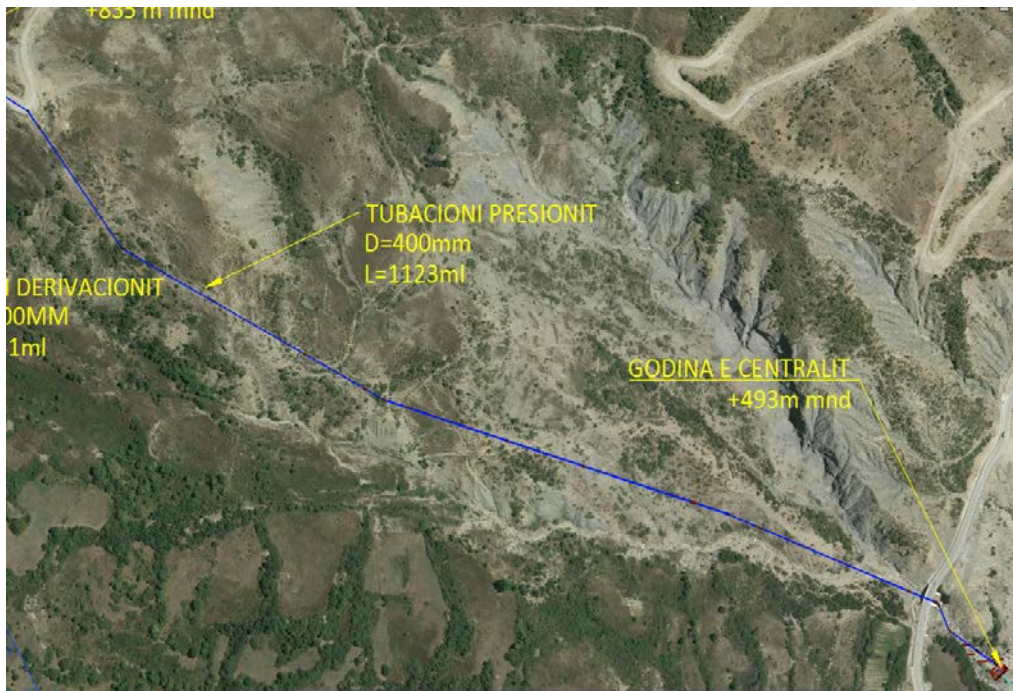 +835 m mnd
TUBACIONI PRESIONIT
D=400mm
L=1123ml
I DERIVACIONIT
00MM
1ml
GODINA E CENTRALIT
+493m mnd